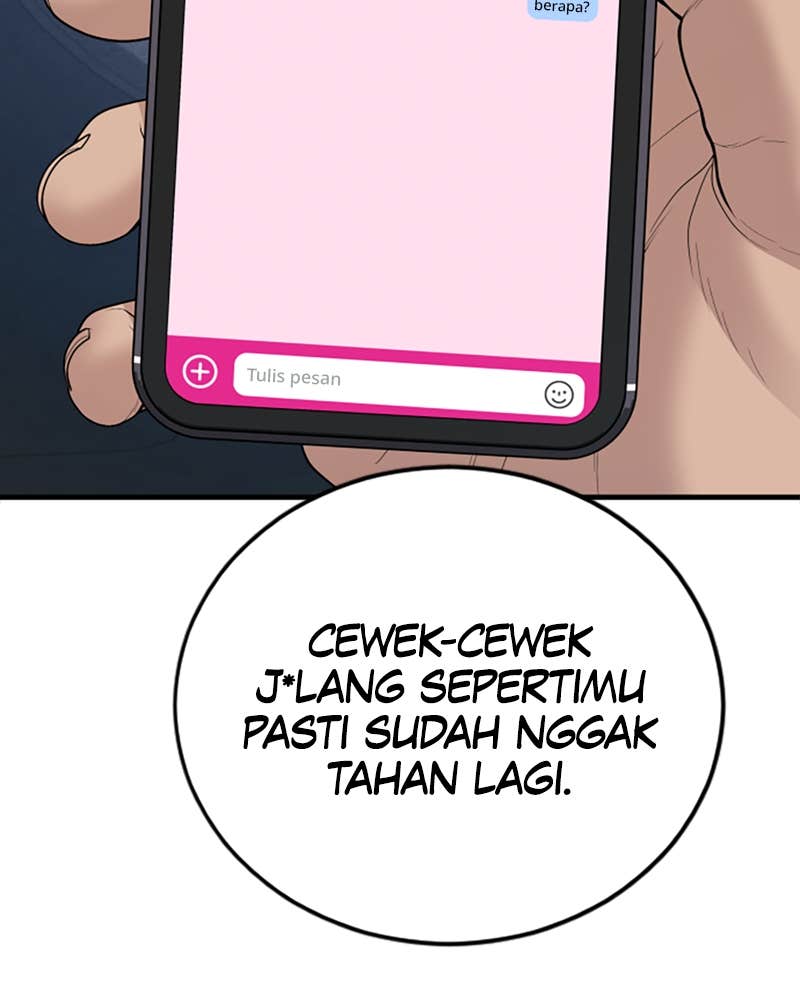 berapa?
Tulis pesan
CEWEK-CEWEK
J*LANG SEPERTIMU
PASTI SUDAH NGGAK
TAHAN LAGI.